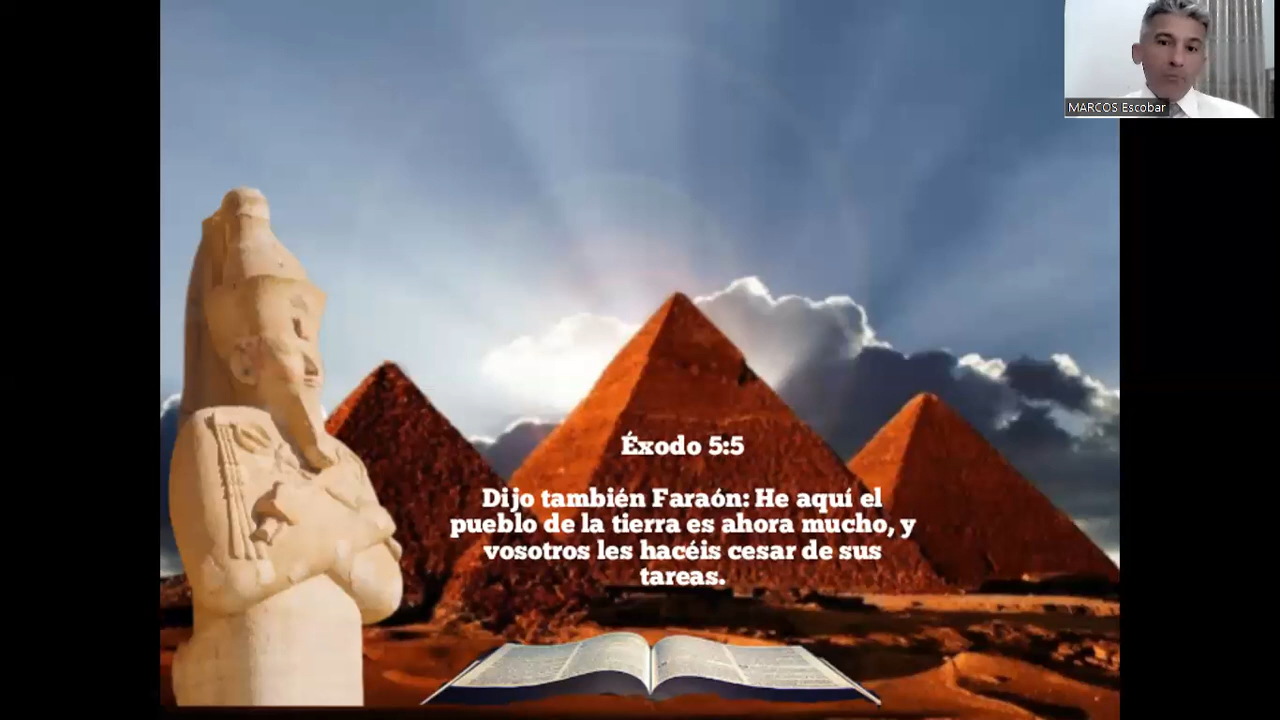 MARCOS Escobar
Éxodo 5:5
Dijo también Faraón: He aquí el
pueblo de la tierra es ahora mucho, y
vosotros les hacéis cesar de sus
tareas.